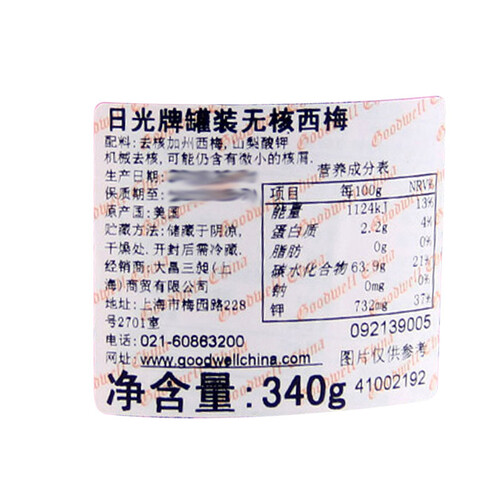 日光牌罐装无核西梅
配料: 去核加州西梅, 山梨酸钾
机械去核, 可能仍含有微小的核屑.
生产日期:
保质期至:
原产国: 美国
贮藏方法: 储藏于阴凉,
干燥处. 开封后需冷藏.
经销商: 大昌三昶(上
海)商贸有限公司
地址: 上海市梅园路228
号2701室
电话: 021-60863200
网址: www.goodwellchina.com
净含量: 340g
营养成分表
项目 每100g NRV%
能量 1124kJ 13%
蛋白质 2.2g 4%
脂肪 0g 0%
碳水化合物 63.9g 21%
钠 0mg 0%
钾 732mg 37%
092139005
图片仅供参考
41002192
Goodwell China